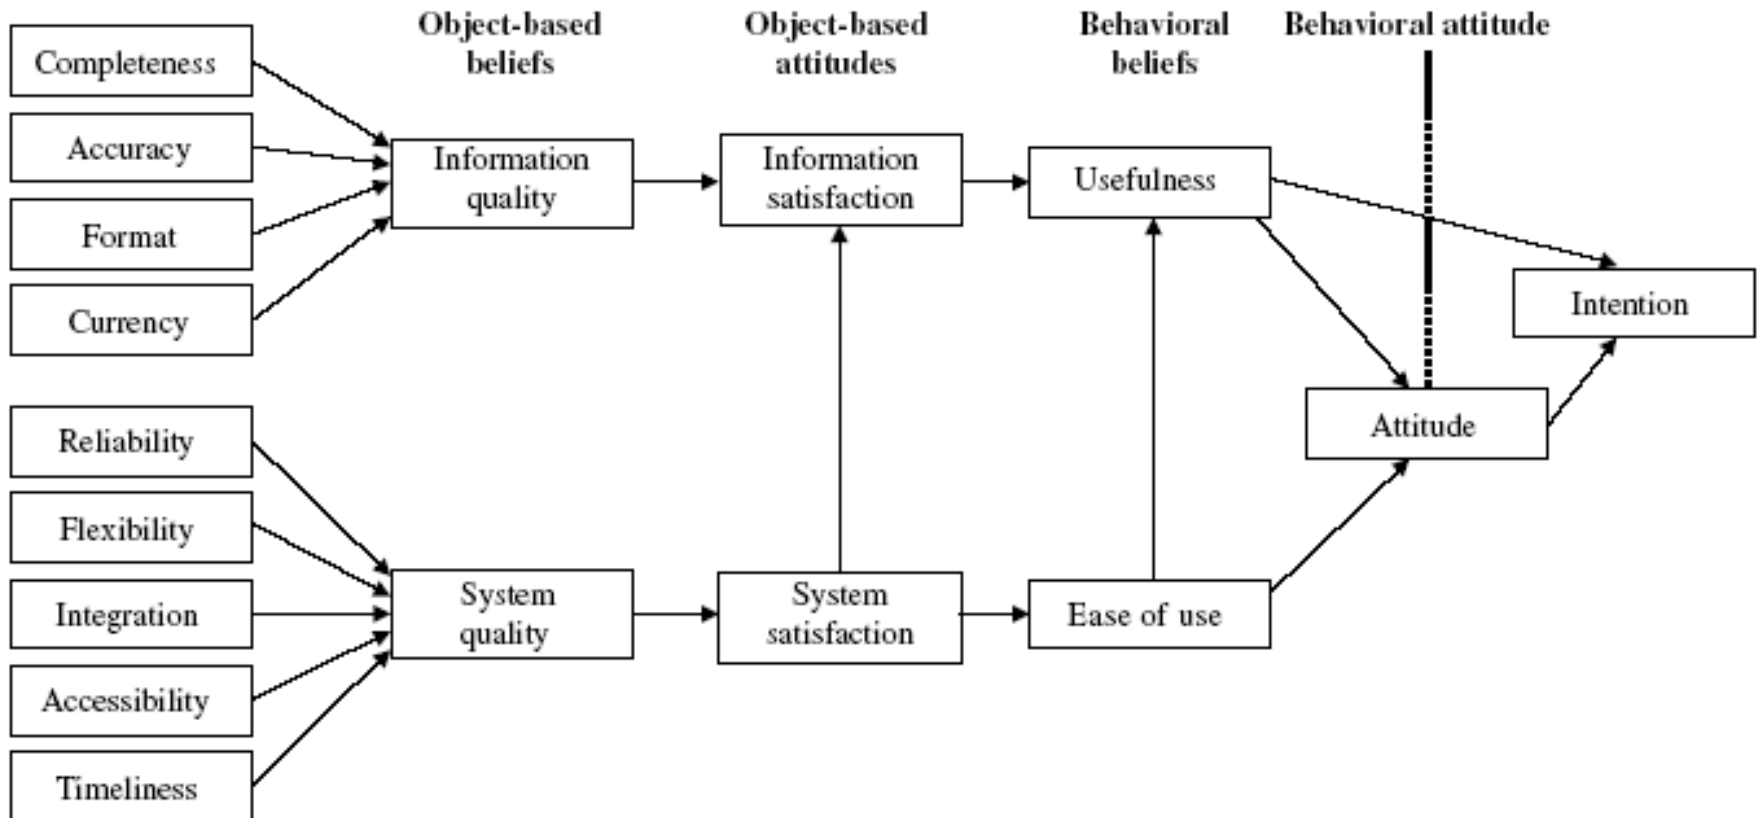 Object-based
beliefs
Object-based
attitudes
Behavioral
beliefs
Behavioral attitude
Completeness
Accuracy
Format
Currency
Information
quality
Information
satisfaction
Usefulness
Intention
Attitude
Reliability
Flexibility
Integration
Accessibility
Timeliness
System
quality
System
satisfaction
Ease of use